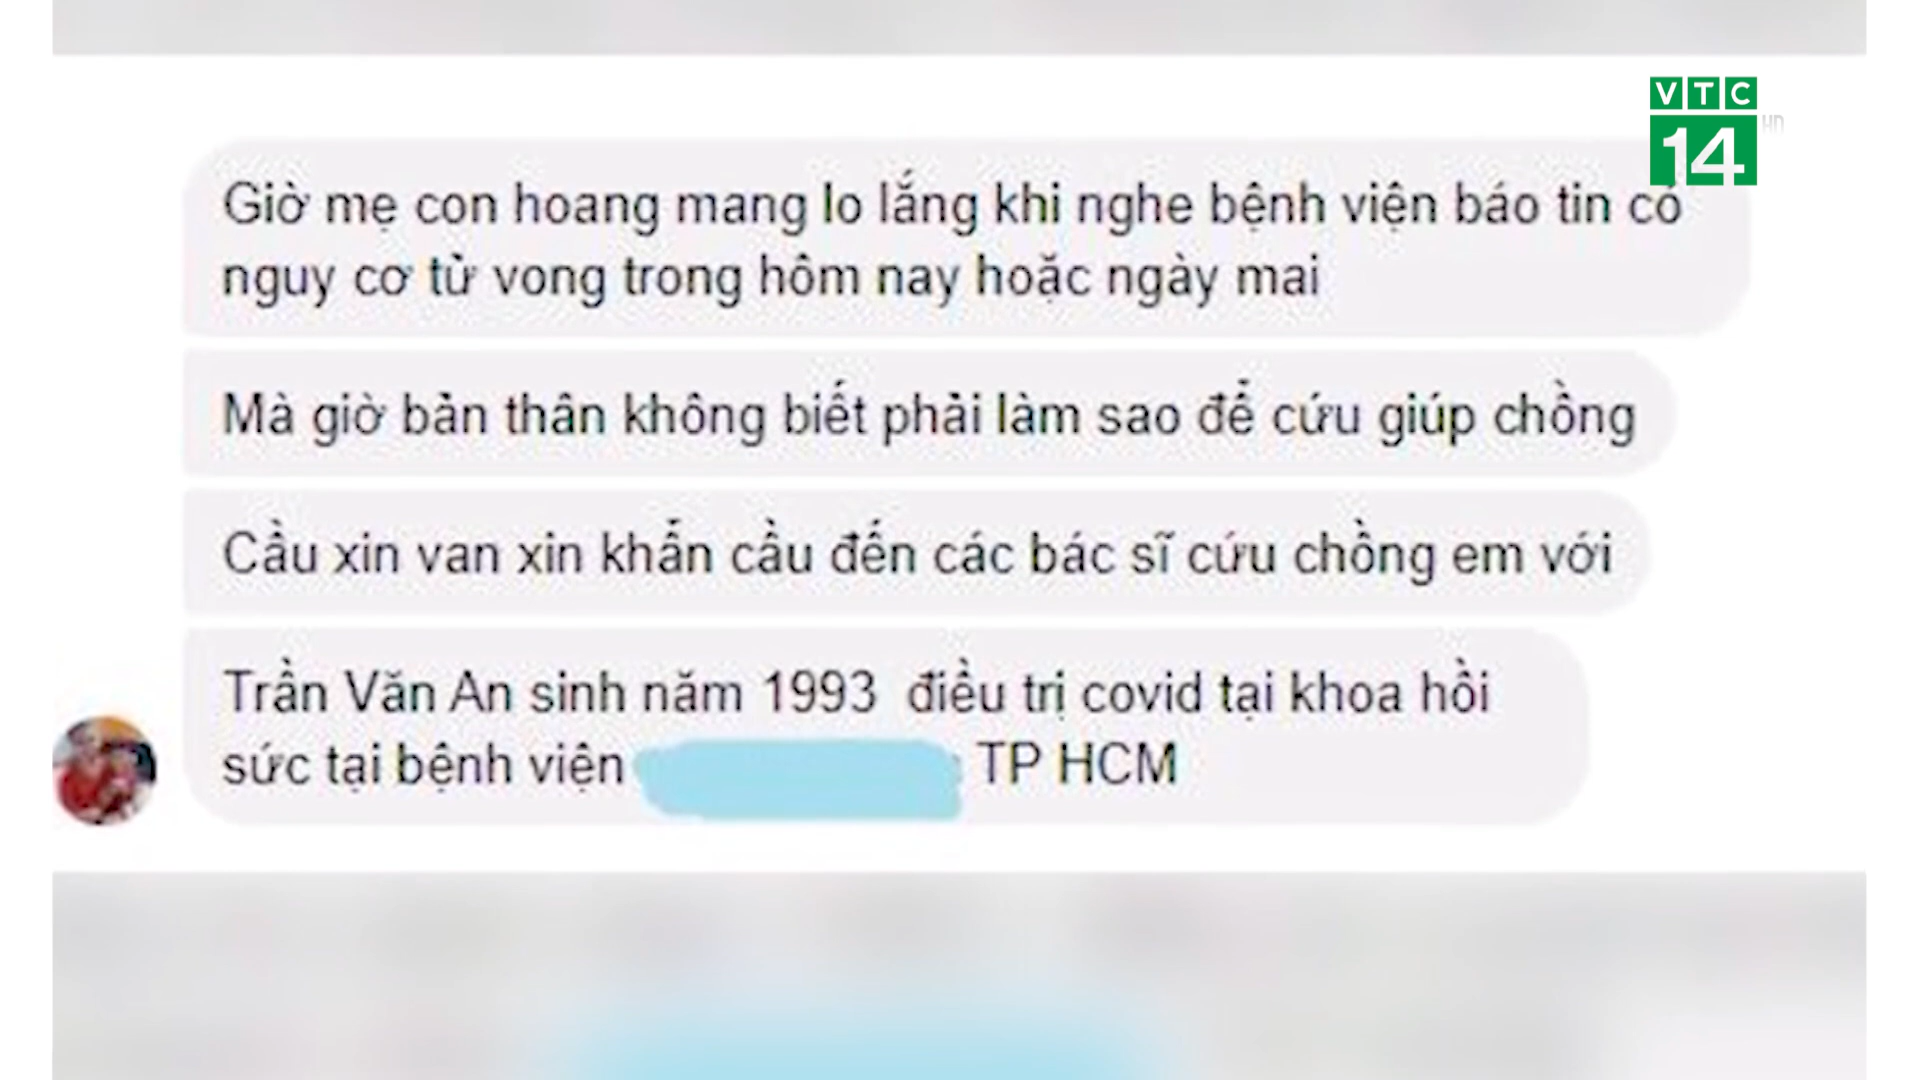 VTC
14
HD
Giờ mẹ con hoang mang lo lắng khi nghe bệnh viện báo tin có
nguy cơ tử vong trong hôm nay hoặc ngày mai
Mà giờ bản thân không biết phải làm sao để cứu giúp chồng
Cầu xin van xin khẩn cầu đến các bác sĩ cứu chồng em với
Trần Văn An sinh năm 1993 điều trị covid tại khoa hồi
sức tại bệnh viện TP HCM